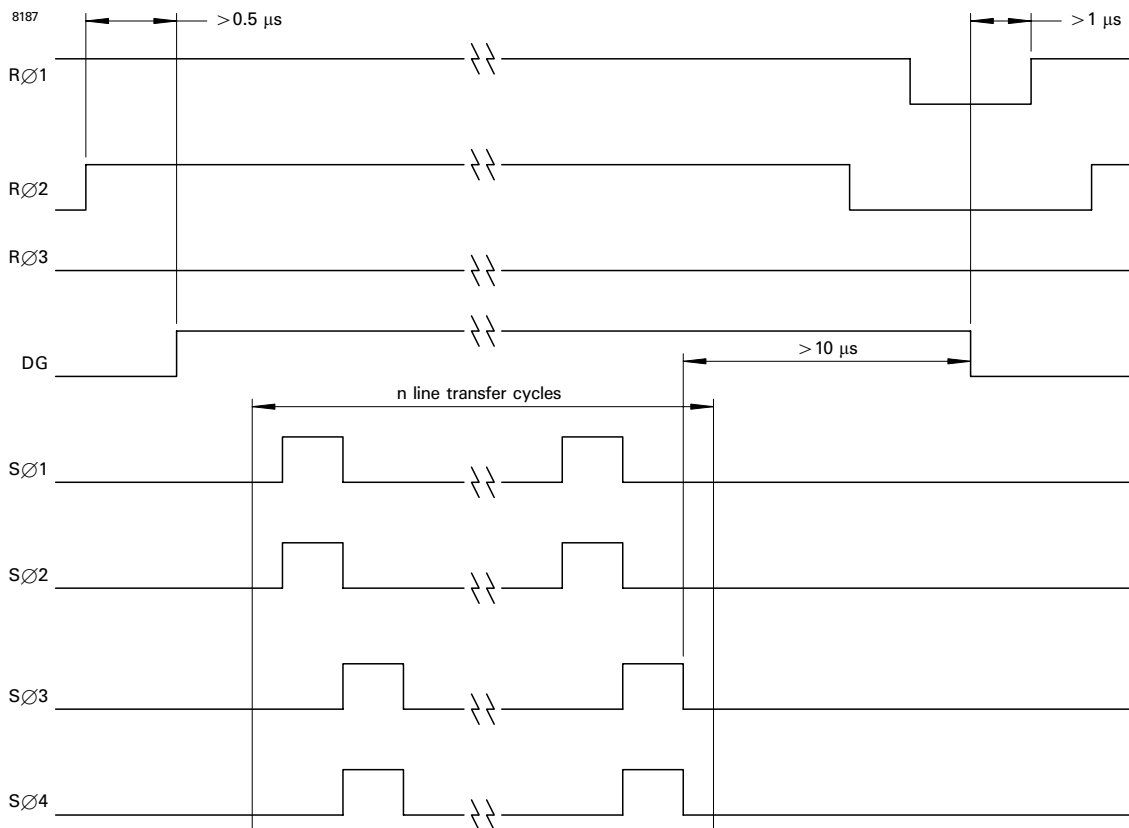 8187
>0.5 μs
>1 μs
R∅1
R∅2
R∅3
DG
>10 μs
n line transfer cycles
S∅1
S∅2
S∅3
S∅4